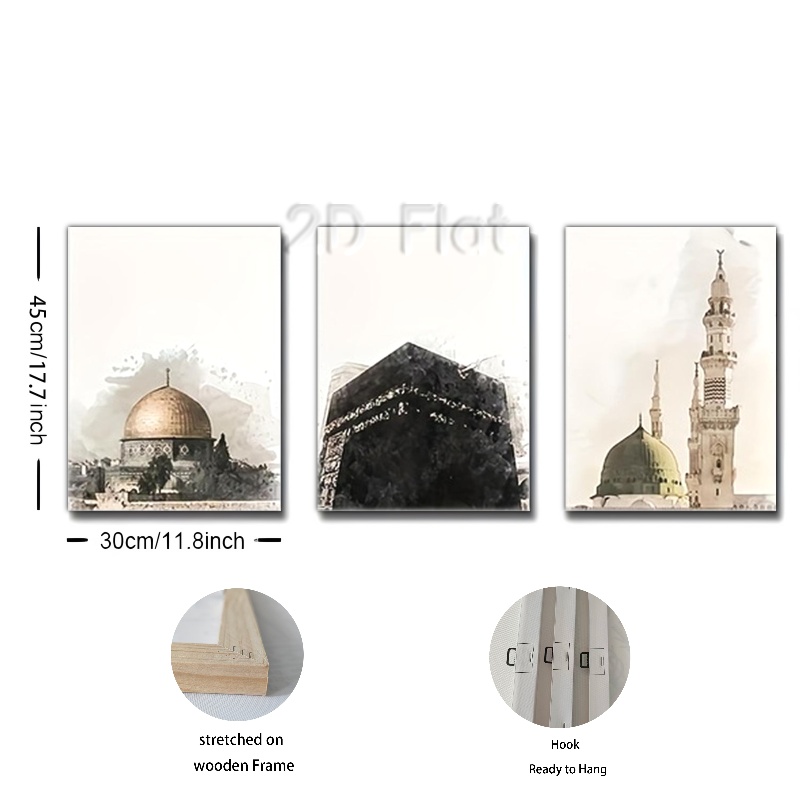 2D Flat
45cm/17.7inch
30cm/11.8inch
stretched on
wooden Frame
Hook
Ready to Hang